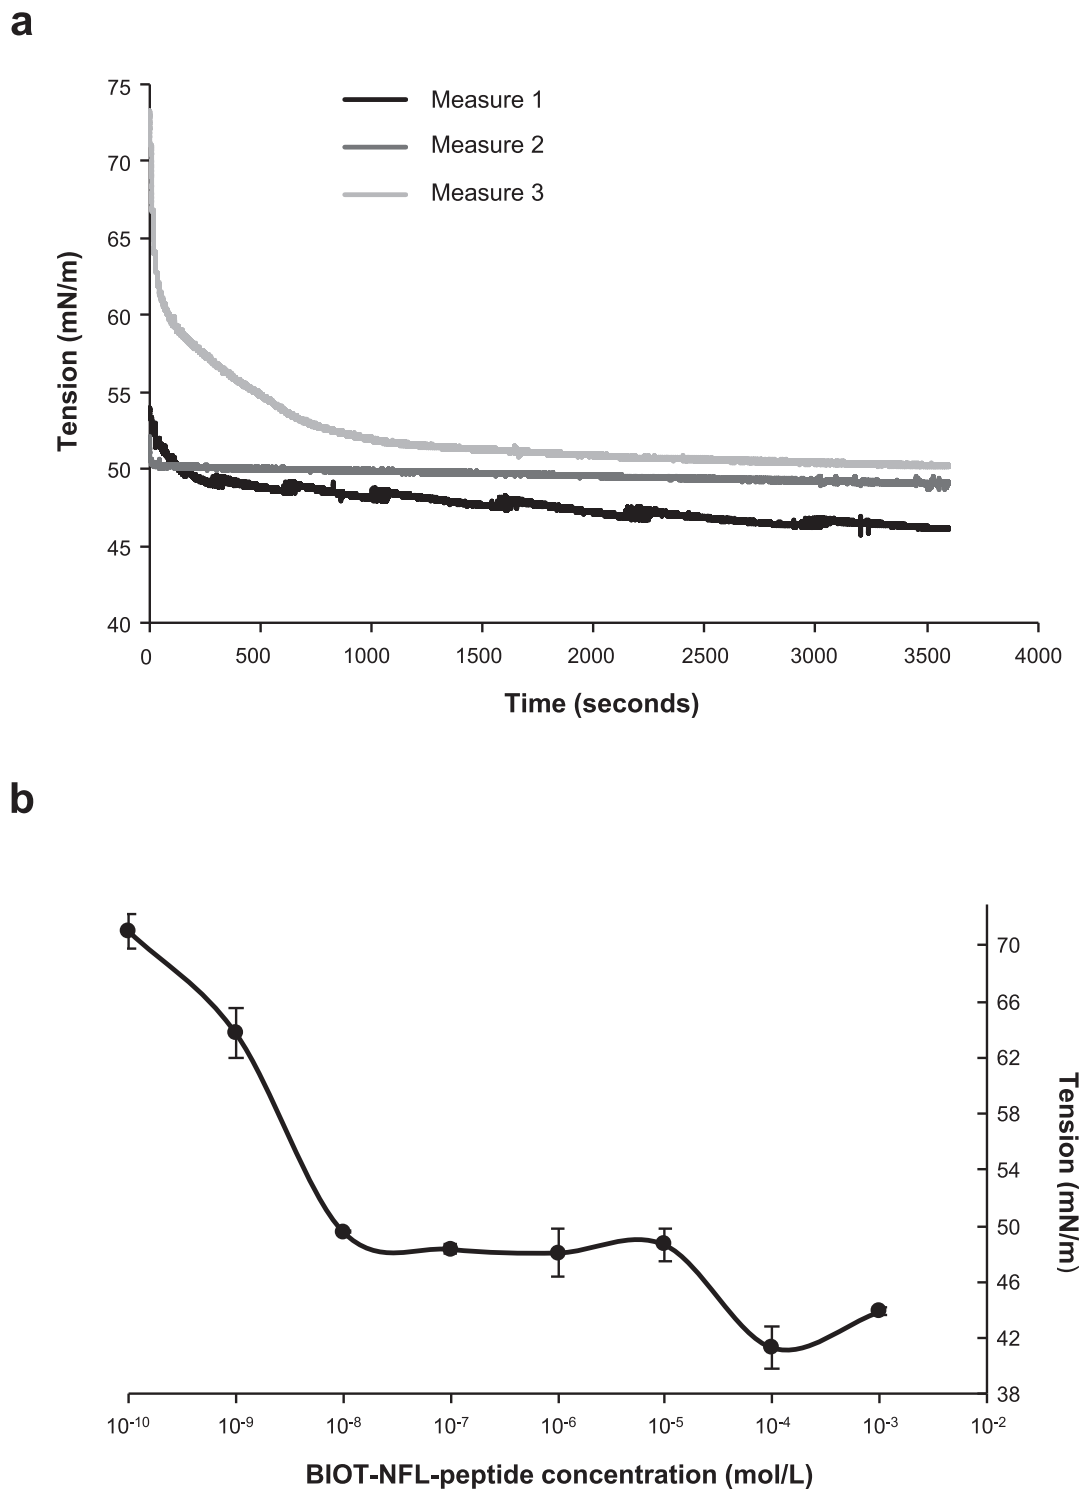 a
75
70
65
60
55
50
45
40
Tension (mN/m)
Measure 1
Measure 2
Measure 3
0 500 1000 1500 2000 2500 3000 3500 4000
Time (seconds)
b
70
66
62
58
54
50
46
42
38
Tension (mN/m)
10⁻¹⁰ 10⁻⁹ 10⁻⁸ 10⁻⁷ 10⁻⁶ 10⁻⁵ 10⁻⁴ 10⁻³ 10⁻²
BIOT-NFL-peptide concentration (mol/L)